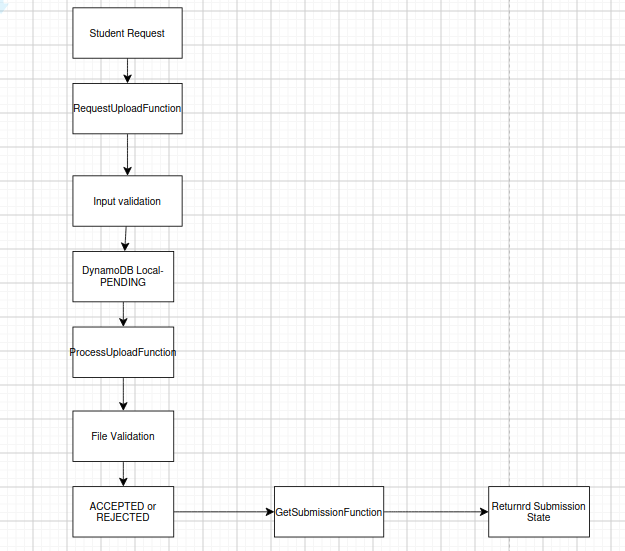 Student Request
RequestUploadFunction
Input validation
DynamoDB Local-
PENDING
ProcessUploadFunction
File Validation
ACCEPTED or
REJECTED
GetSubmissionFunction
Returnrd Submission
State